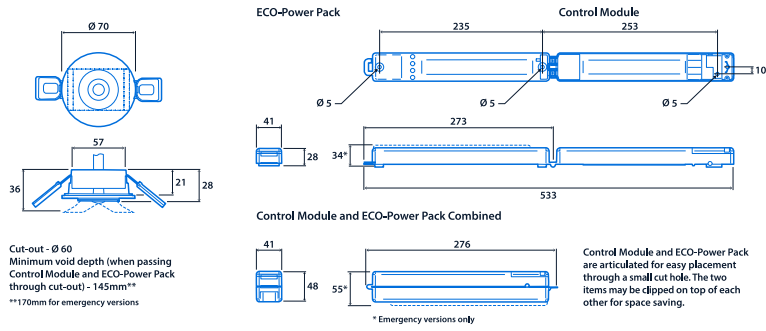 Ø 70
57
36
21
28
Cut-out - Ø 60
Minimum void depth (when passing
Control Module and ECO-Power Pack
through cut-out) - 145mm**
**170mm for emergency versions
ECO-Power Pack
Control Module
235
253
10
Ø 5
Ø 5
Ø 5
41
28
273
34*
533
Control Module and ECO-Power Pack Combined
41
48
276
55*
* Emergency versions only
Control Module and ECO-Power Pack
are articulated for easy placement
through a small cut hole. The two
items may be clipped on top of each
other for space saving.